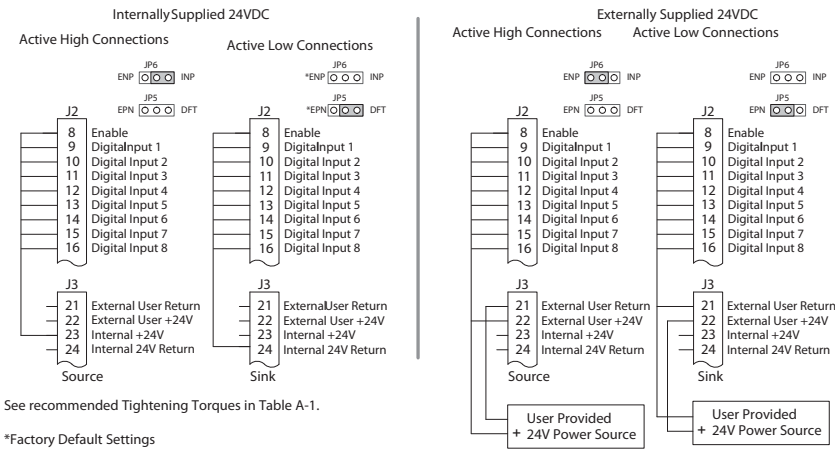 Internally Supplied 24VDC
Active High Connections
JP6
ENP INP
JP5
EPN DFT
J2
8 Enable
9 DigitalInput 1
10 Digital Input 2
11 Digital Input 3
12 Digital Input 4
13 Digital Input 5
14 Digital Input 6
15 Digital Input 7
16 Digital Input 8
J3
21 External User Return
22 External User +24V
23 Internal +24V
24 Internal 24V Return
Source
Active Low Connections
JP6
*ENP INP
JP5
*EPN DFT
J2
8 Enable
9 DigitalInput 1
10 Digital Input 2
11 Digital Input 3
12 Digital Input 4
13 Digital Input 5
14 Digital Input 6
15 Digital Input 7
16 Digital Input 8
J3
21 External User Return
22 External User +24V
23 Internal +24V
24 Internal 24V Return
Sink
See recommended Tightening Torques in Table A-1.
*Factory Default Settings
Externally Supplied 24VDC
Active High Connections
JP6
ENP INP
JP5
EPN DFT
J2
8 Enable
9 DigitalInput 1
10 Digital Input 2
11 Digital Input 3
12 Digital Input 4
13 Digital Input 5
14 Digital Input 6
15 Digital Input 7
16 Digital Input 8
J3
21 External User Return
22 External User +24V
23 Internal +24V
24 Internal 24V Return
Source
User Provided
+ 24V Power Source
Active Low Connections
JP6
ENP INP
JP5
EPN DFT
J2
8 Enable
9 DigitalInput 1
10 Digital Input 2
11 Digital Input 3
12 Digital Input 4
13 Digital Input 5
14 Digital Input 6
15 Digital Input 7
16 Digital Input 8
J3
21 External User Return
22 External User +24V
23 Internal +24V
24 Internal 24V Return
Sink
User Provided
+ 24V Power Source